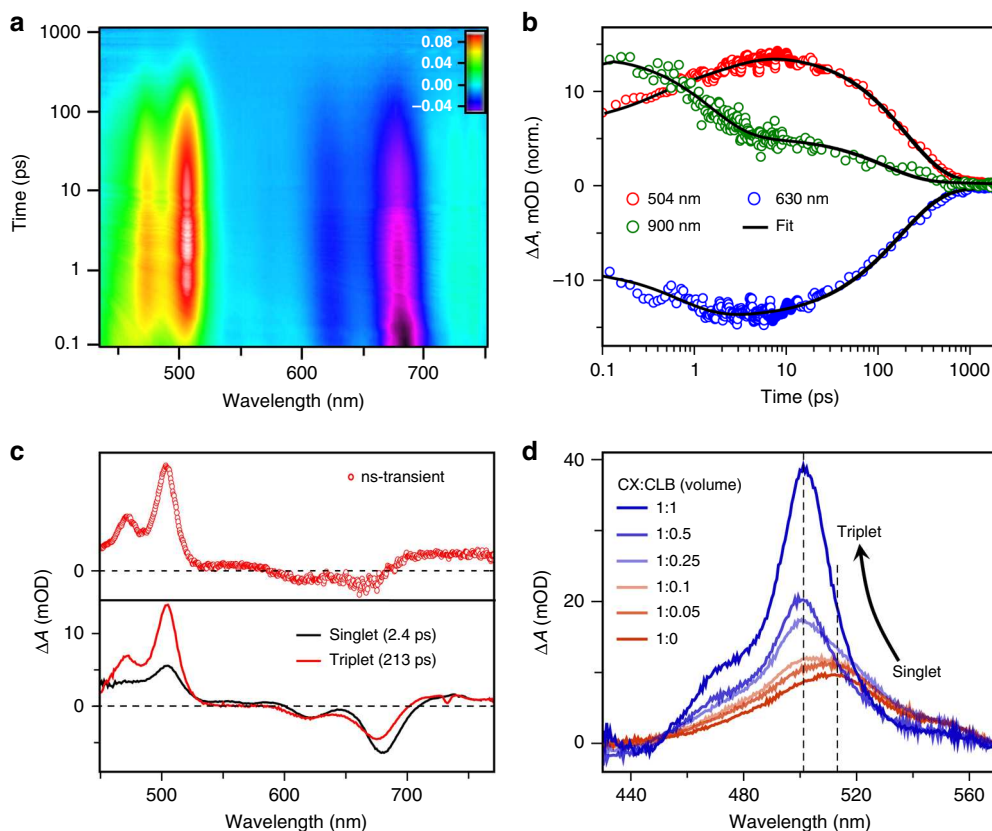 a
1000
100
10
1
0.1
Time (ps)
500
600
700
Wavelength (nm)
0.08
0.04
0.00
−0.04
b
10
0
−10
ΔA, mOD (norm.)
504 nm
630 nm
900 nm
Fit
0.1
1
10
100
1000
Time (ps)
c
ns-transient
0
10
0
ΔA (mOD)
Singlet (2.4 ps)
Triplet (213 ps)
500
600
700
Wavelength (nm)
d
40
20
0
ΔA (mOD)
CX:CLB (volume)
1:1
1:0.5
1:0.25
1:0.1
1:0.05
1:0
Triplet
Singlet
440
480
520
560
Wavelength (nm)